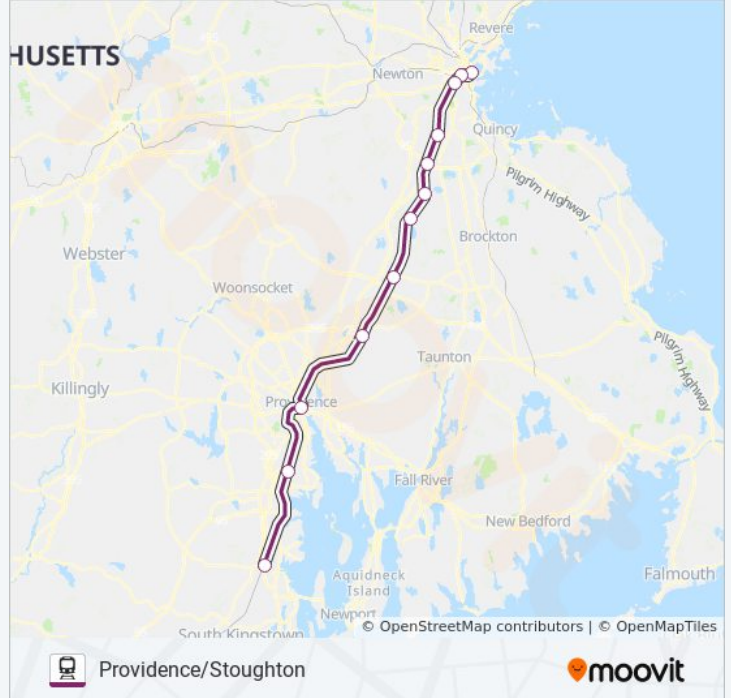 Revere
HUSETTS
Newton
Quincy
Pilgrim Highway
Brockton
Webster
Woonsocket
Pilgrim Highway
Taunton
Killingly
Providence
Fall River
New Bedford
Aquidneck
Island
Falmouth
Newport
South Kingstown
© OpenStreetMap contributors | © OpenMapTiles
Providence/Stoughton
moovit